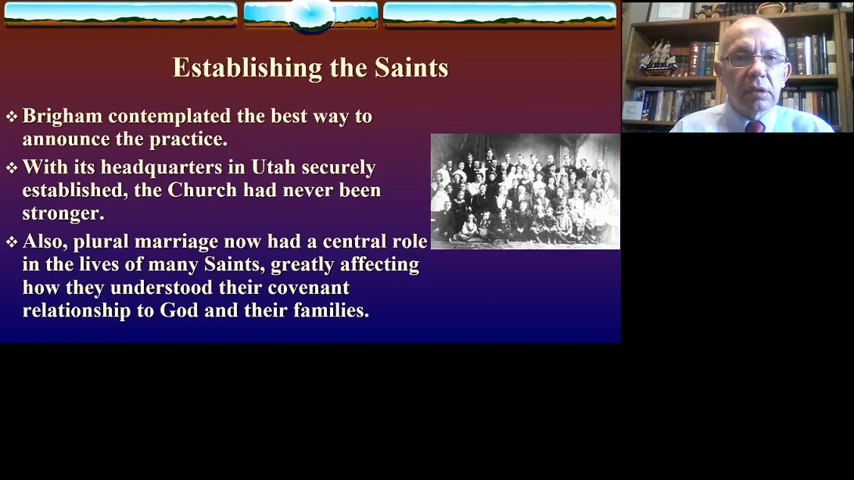 Establishing the Saints
❖ Brigham contemplated the best way to
announce the practice.
❖ With its headquarters in Utah securely
established, the Church had never been
stronger.
❖ Also, plural marriage now had a central role
in the lives of many Saints, greatly affecting
how they understood their covenant
relationship to God and their families.